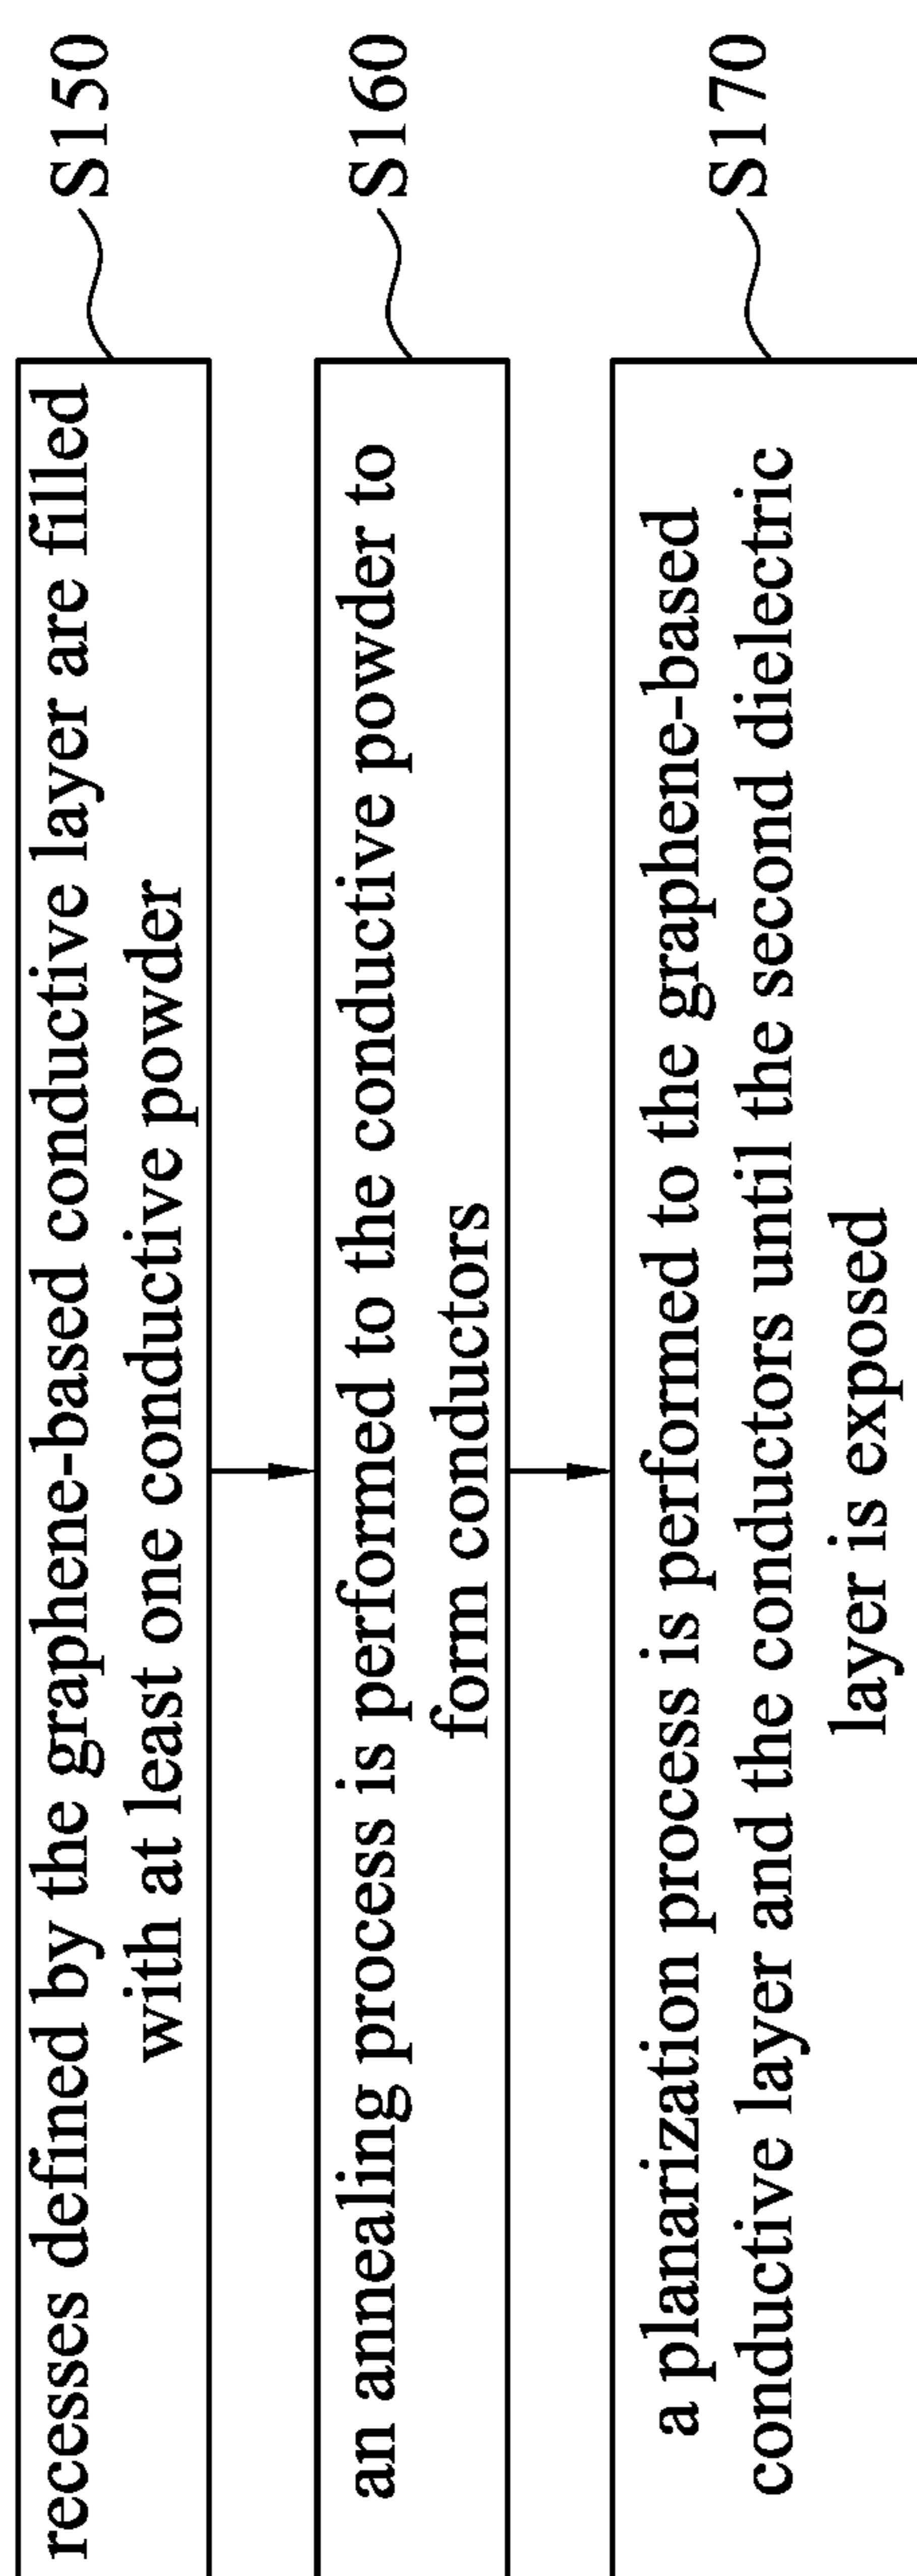 recesses defined by the graphene-based conductive layer are filled
with at least one conductive powder
S150
an annealing process is performed to the conductive powder to
form conductors
S160
a planarization process is performed to the graphene-based
conductive layer and the conductors until the second dielectric
layer is exposed
S170